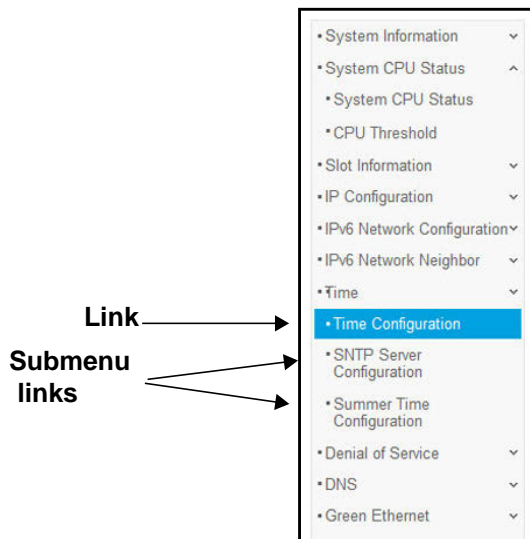 System Information
System CPU Status
System CPU Status
CPU Threshold
Slot Information
IP Configuration
IPv6 Network Configuration
IPv6 Network Neighbor
Time
Link
Time Configuration
Submenu
links
SNTP Server
Configuration
Summer Time
Configuration
Denial of Service
DNS
Green Ethernet